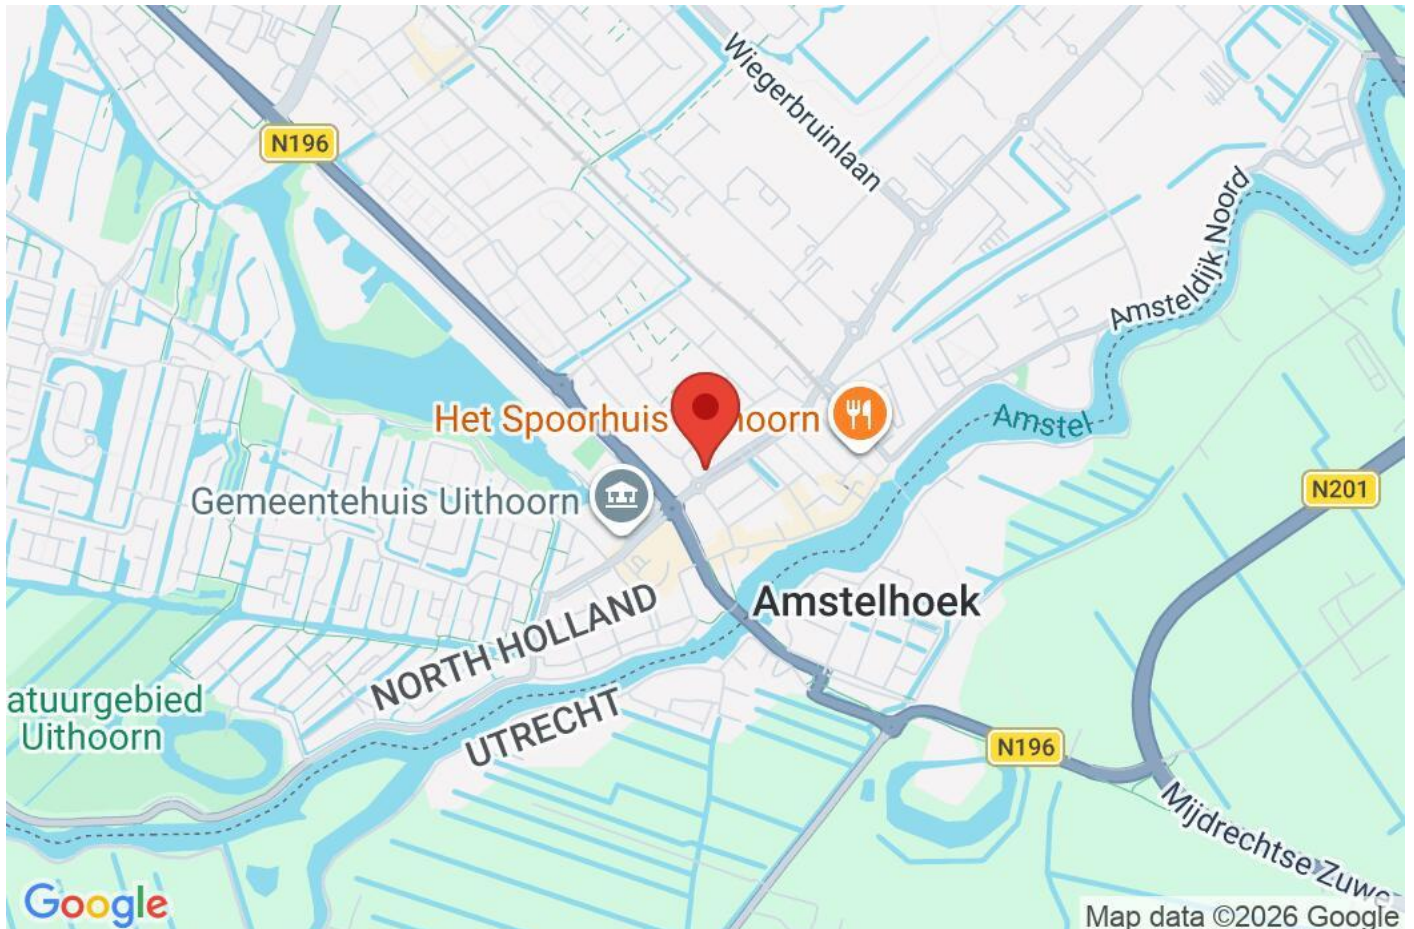 Wiegerbruinlaan
N196
Amsteldijk Noord
Het Spoorhuis hoorn
Amstel
Gemeentehuis Uithoorn
N201
Amstelhoek
NORTH HOLLAND
UTRECHT
atuurgebied
Uithoorn
N196
Mijdrechtse Zuwe
Google
Map data ©2026 Google